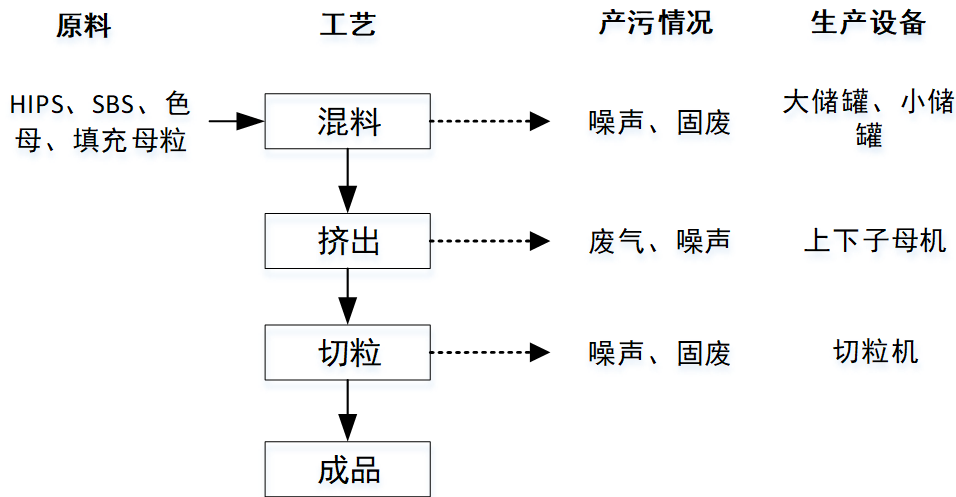 原料 工艺 产污情况 生产设备
HIPS、SBS、色
母、填充母粒
混料
噪声、固废
大储罐、小储
罐
挤出
废气、噪声
上下子母机
切粒
噪声、固废
切粒机
成品